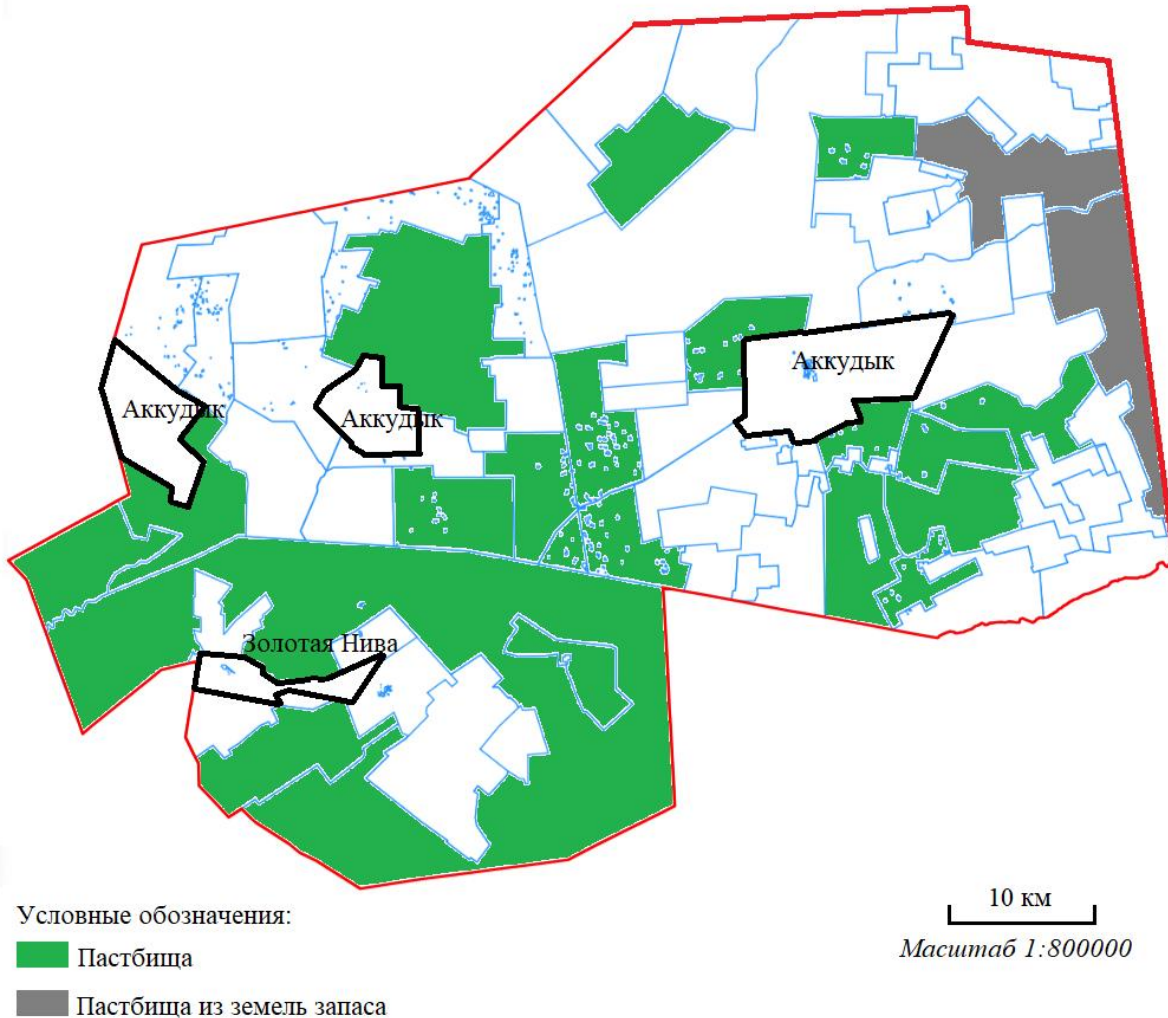 Аккудык
Аккудык
Аккудык
Золотая Нива
Условные обозначения:
Пастбища
Пастбища из земель запаса
10 км
Масштаб 1:800000